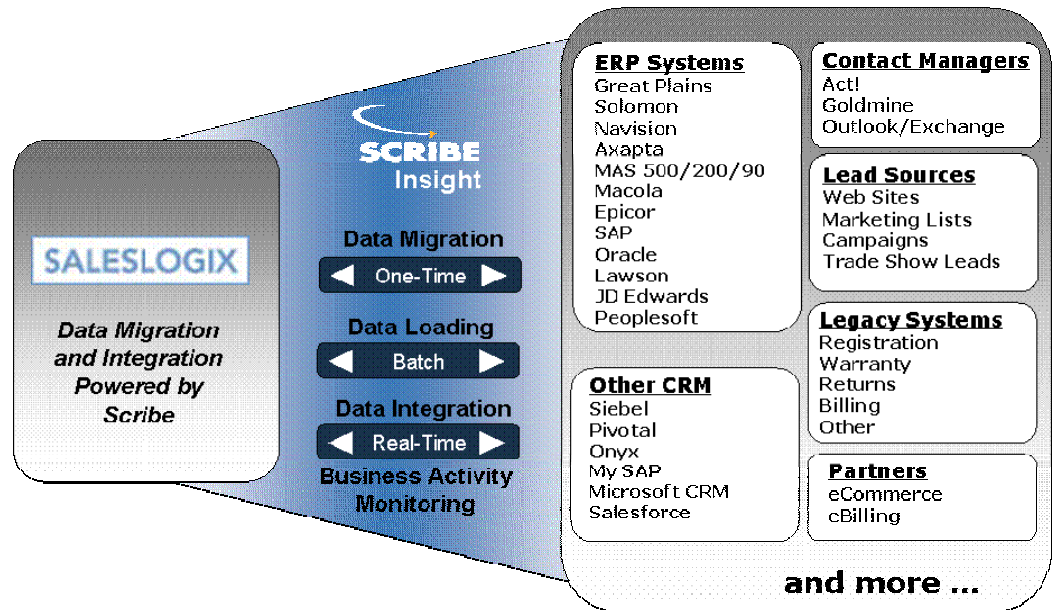 SALESLOGIX
Data Migration
and Integration
Powered by
Scribe
SCRIBE
Insight
Data Migration
One-Time
Data Loading
Batch
Data Integration
Real-Time
Business Activity
Monitoring
ERP Systems
Great Plains
Solomon
Navision
Axapta
MAS 500/200/90
Macola
Epicor
SAP
Oracle
Lawson
JD Edwards
Peoplesoft
Other CRM
Siebel
Pivotal
Onyx
My SAP
Microsoft CRM
Salesforce
Contact Managers
Act!
Goldmine
Outlook/Exchange
Lead Sources
Web Sites
Marketing Lists
Campaigns
Trade Show Leads
Legacy Systems
Registration
Warranty
Returns
Billing
Other
Partners
eCommerce
cBilling
and more ...